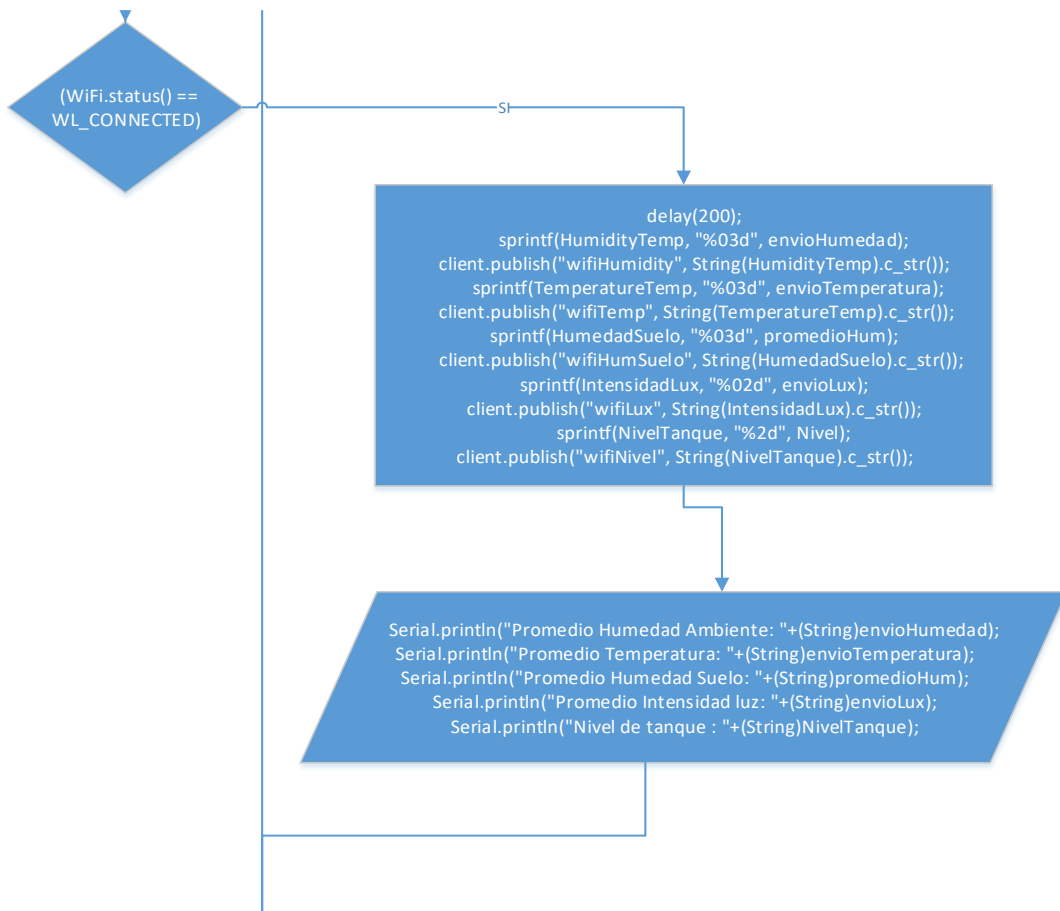 (WiFi.status() ==
WL_CONNECTED)
SI
delay(200);
sprintf(HumidityTemp, "%03d", envioHumedad);
client.publish("wifiHumidity", String(HumidityTemp).c_str());
sprintf(TemperatureTemp, "%03d", envioTemperatura);
client.publish("wifiTemp", String(TemperatureTemp).c_str());
sprintf(HumedadSuelo, "%03d", promedioHum);
client.publish("wifiHumSuelo", String(HumedadSuelo).c_str());
sprintf(IntensidadLux, "%02d", envioLux);
client.publish("wifiLux", String(IntensidadLux).c_str());
sprintf(NivelTanque, "%2d", Nivel);
client.publish("wifiNivel", String(NivelTanque).c_str());
Serial.println("Promedio Humedad Ambiente: "+(String)envioHumedad);
Serial.println("Promedio Temperatura: "+(String)envioTemperatura);
Serial.println("Promedio Humedad Suelo: "+(String)promedioHum);
Serial.println("Promedio Intensidad luz: "+(String)envioLux);
Serial.println("Nivel de tanque : "+(String)NivelTanque);